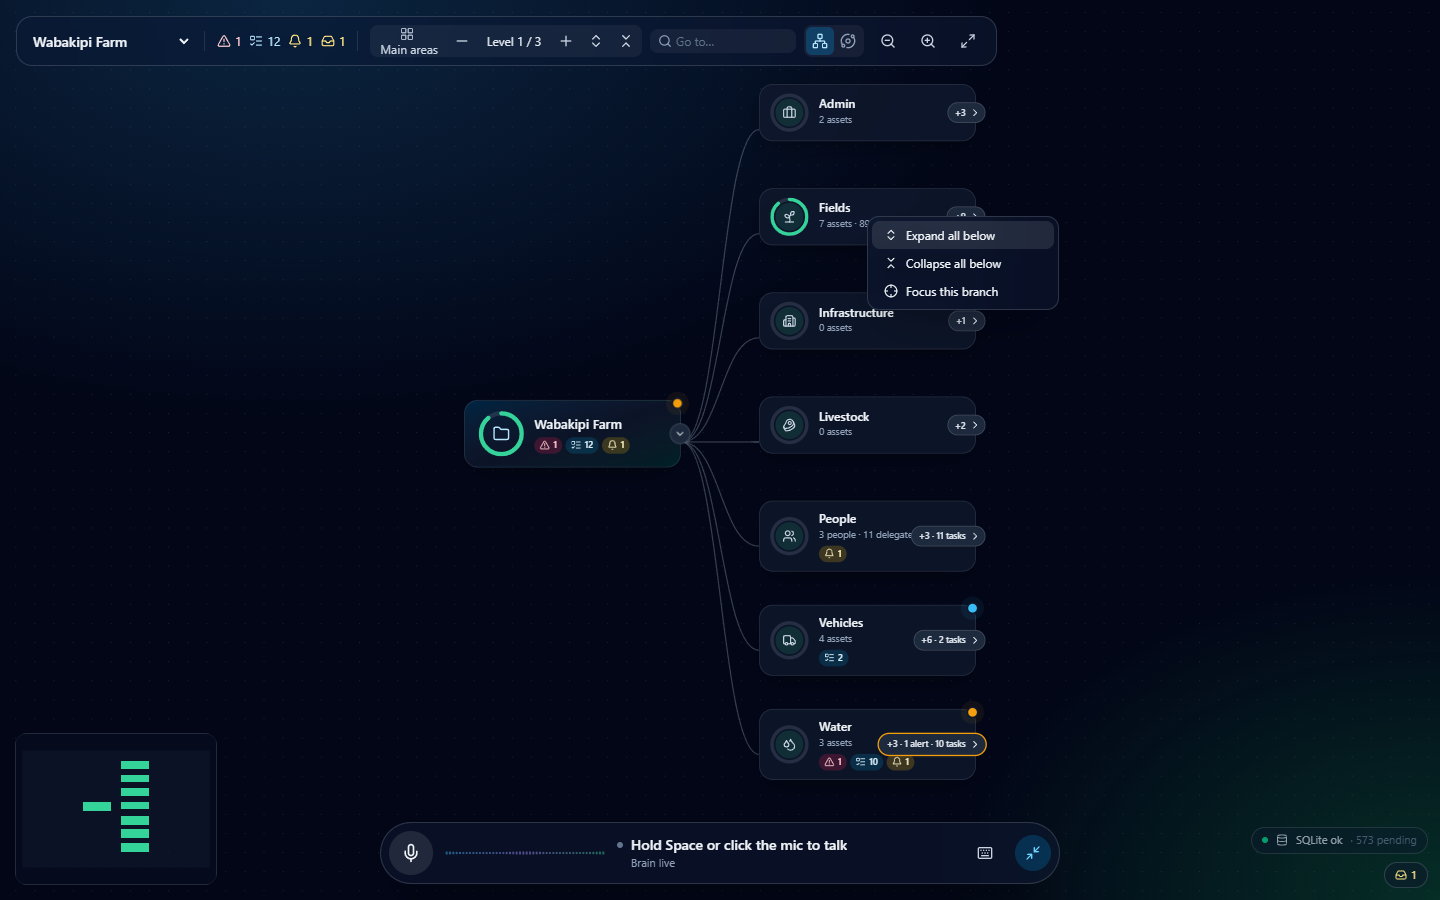 Wabakipi Farm
1 12 1 1
Main areas
Level 1 / 3
Go to...
Admin
2 assets
+3
Fields
7 assets · 89
Expand all below
Collapse all below
Focus this branch
Infrastructure
0 assets
+1
Wabakipi Farm
1 12 1
Livestock
0 assets
+2
People
3 people · 11 delegate
+3 · 11 tasks
1
Vehicles
4 assets
+6 · 2 tasks
2
Water
3 assets
+3 · 1 alert · 10 tasks
1 10 1
Hold Space or click the mic to talk
Brain live
SQLite ok · 573 pending
1